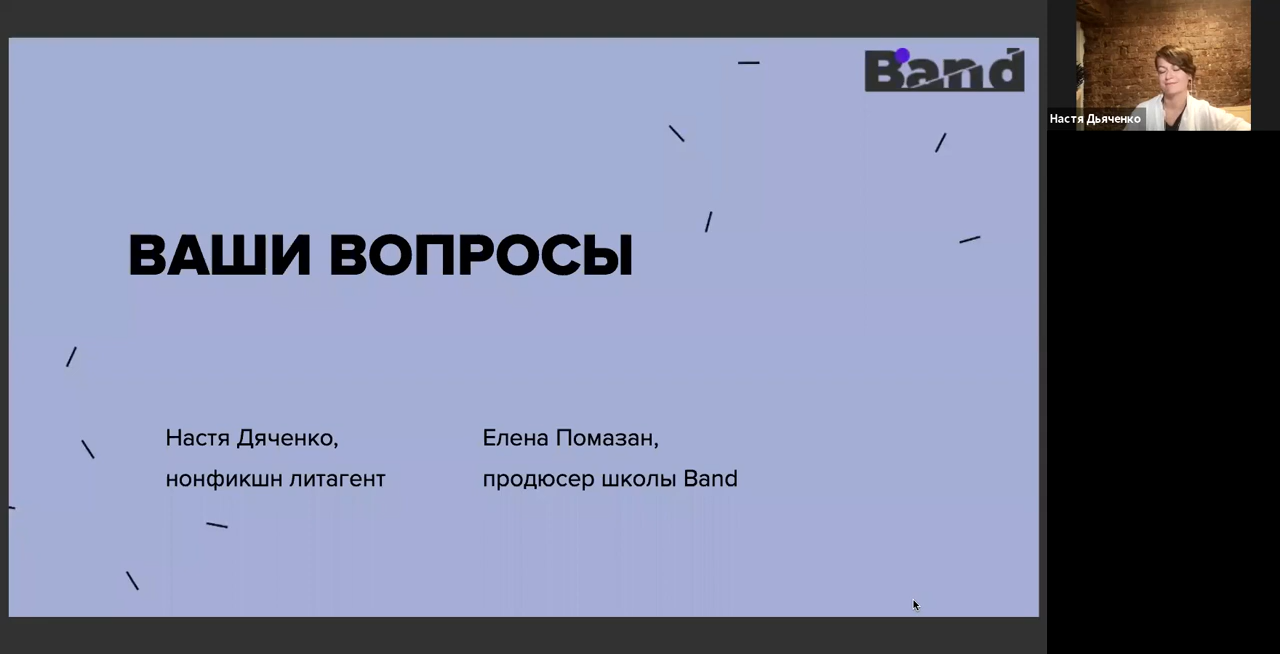 Band
Настя Дьяченко
ВАШИ ВОПРОСЫ
Настя Дяченко,
нонфикшн литагент
Елена Помазан,
продюсер школы Band